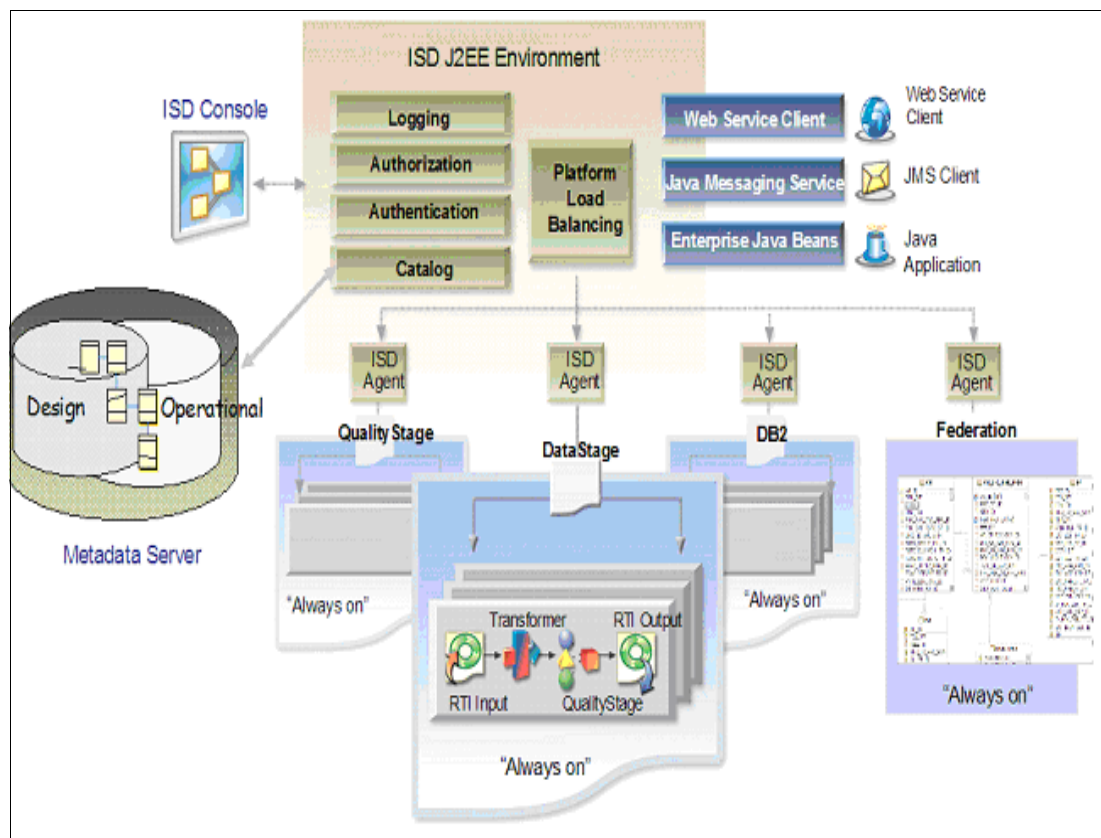 ISD J2EE Environment
ISD Console
Logging
Authorization
Authentication
Catalog
Platform
Load
Balancing
Web Service Client
Java Messaging Service
Enterprise Java Beans
Web Service
Client
JMS Client
Java
Application
Design
Operational
Metadata Server
ISD
Agent
ISD
Agent
ISD
Agent
ISD
Agent
Quality Stage
DataStage
DB2
Federation
"Always on"
"Always on"
"Always on"
Transformer
RTI Output
RTI Input
QualityStage
"Always on"